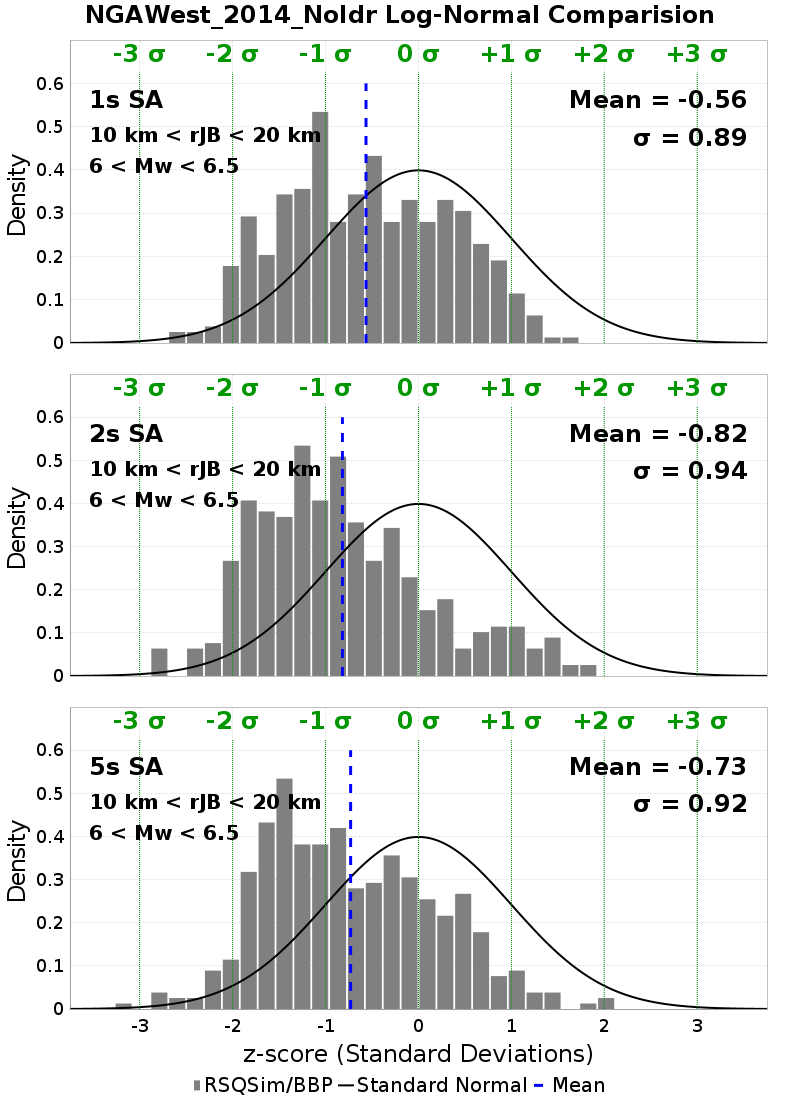 NGAWest_2014_NoIdr Log-Normal Comparision
-3 σ -2 σ -1 σ 0 σ +1 σ +2 σ +3 σ
1s SA
10 km < rJB < 20 km
6 < Mw < 6.5
Mean = -0.56
σ = 0.89
Density
0.6
0.5
0.4
0.3
0.2
0.1
0
-3 σ -2 σ -1 σ 0 σ +1 σ +2 σ +3 σ
2s SA
10 km < rJB < 20 km
6 < Mw < 6.5
Mean = -0.82
σ = 0.94
Density
0.6
0.5
0.4
0.3
0.2
0.1
0
-3 σ -2 σ -1 σ 0 σ +1 σ +2 σ +3 σ
5s SA
10 km < rJB < 20 km
6 < Mw < 6.5
Mean = -0.73
σ = 0.92
Density
0.6
0.5
0.4
0.3
0.2
0.1
0
-3 -2 -1 0 1 2 3
z-score (Standard Deviations)
RSQSim/BBP Standard Normal Mean